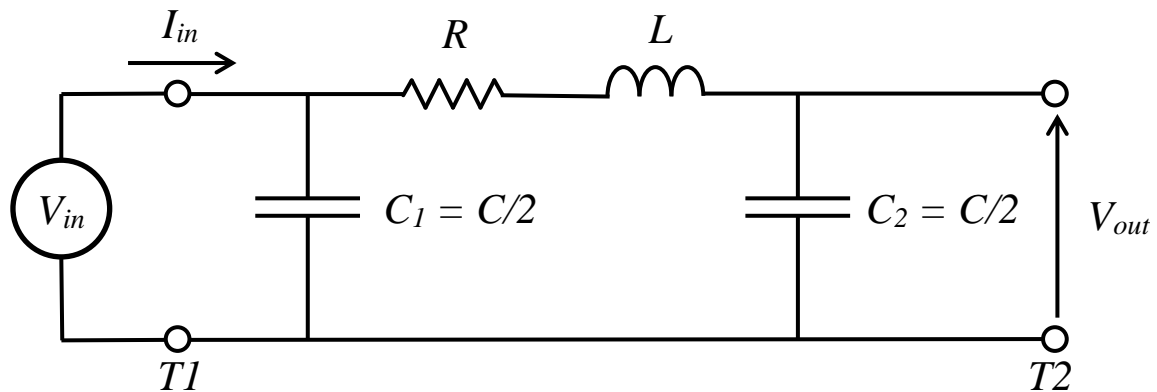 I_in
R
L
V_in
C_1 = C/2
C_2 = C/2
V_out
T1
T2